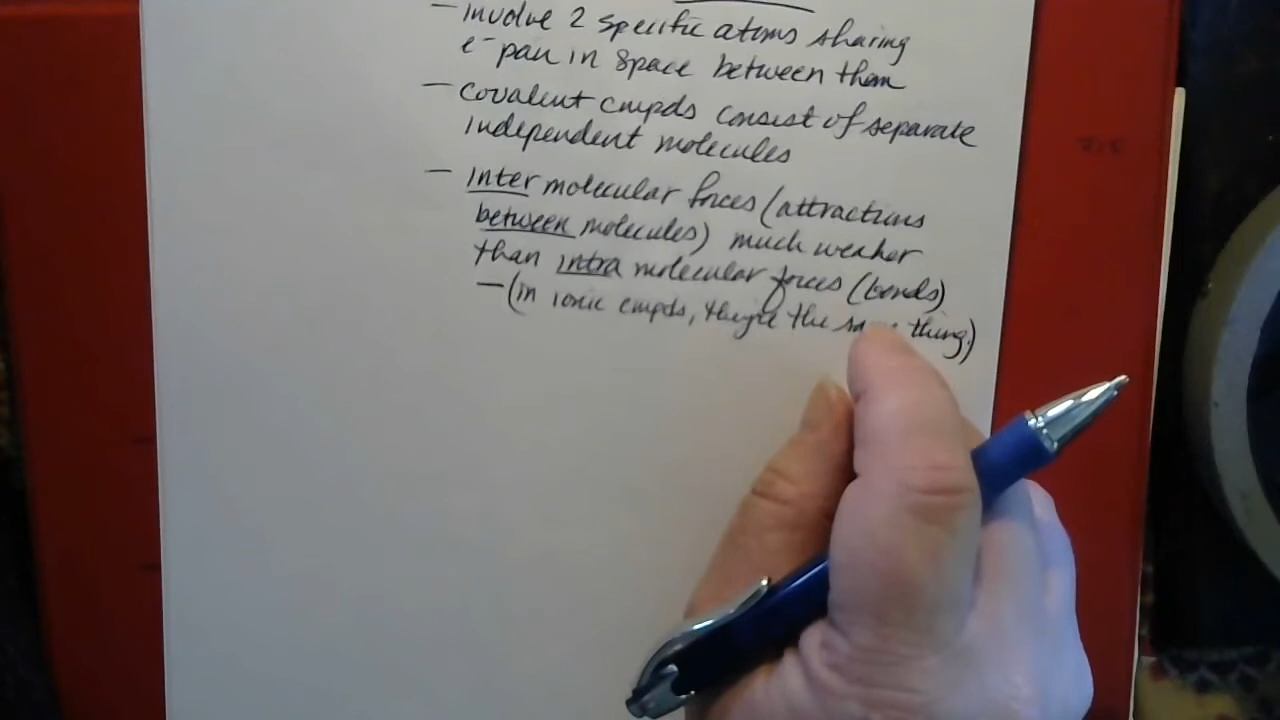 - involve 2 specific atoms sharing
e⁻ pair in space between them
- covalent cmpds consist of separate
independent molecules
- inter molecular forces (attractions
between molecules) much weaker
than intra molecular forces (bonds)
- (in ionic cmpds, they're the same thing.)